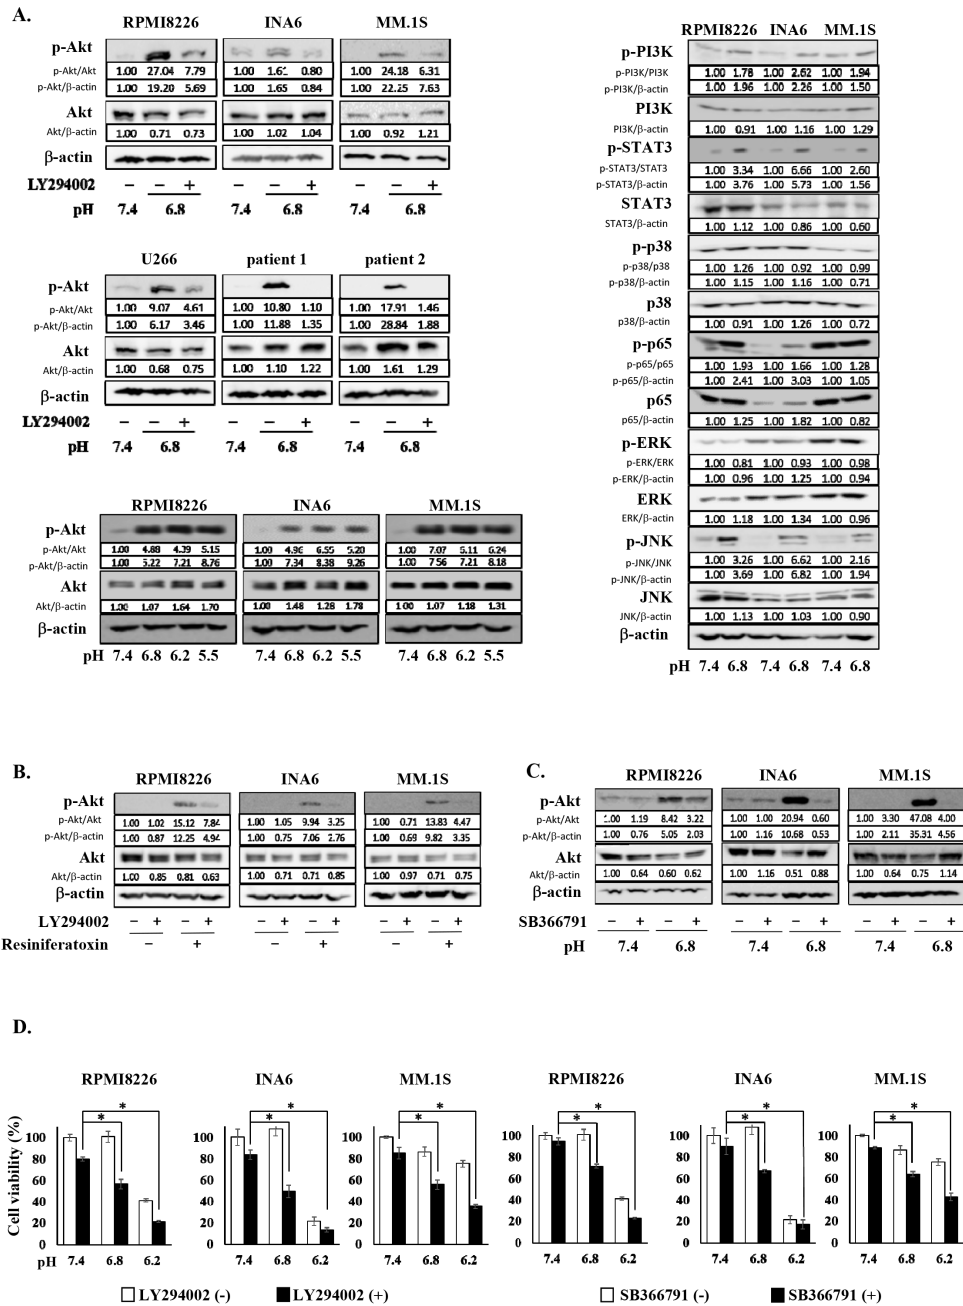 A.
RPMI8226 INA6 MM.1S
p-Akt
p-Akt/Akt 1.00 27.04 7.79 1.00 1.61 0.80 1.00 24.18 6.31
p-Akt/β-actin 1.00 19.20 5.69 1.00 1.65 0.84 1.00 22.25 7.63
Akt
Akt/β-actin 1.00 0.71 0.73 1.00 1.02 1.04 1.00 0.92 1.21
β-actin
LY294002 − − + − − + − − +
pH 7.4 6.8 7.4 6.8 7.4 6.8
U266 patient 1 patient 2
p-Akt
p-Akt/Akt 1.00 9.07 4.61 1.00 10.80 1.10 1.00 17.91 1.46
p-Akt/β-actin 1.00 6.17 3.46 1.00 11.88 1.35 1.00 28.84 1.88
Akt
Akt/β-actin 1.00 0.68 0.75 1.00 1.10 1.22 1.00 1.61 1.29
β-actin
LY294002 − − + − − + − − +
pH 7.4 6.8 7.4 6.8 7.4 6.8
RPMI8226 INA6 MM.1S
p-Akt
p-Akt/Akt 1.00 4.88 4.39 5.15 1.00 4.96 6.55 5.20 1.00 7.07 6.11 6.24
p-Akt/β-actin 1.00 5.22 7.21 8.76 1.00 7.34 8.38 9.26 1.00 7.56 7.21 8.18
Akt
Akt/β-actin 1.00 1.07 1.64 1.70 1.00 1.48 1.28 1.78 1.00 1.07 1.18 1.31
β-actin
pH 7.4 6.8 6.2 5.5 7.4 6.8 6.2 5.5 7.4 6.8 6.2 5.5
RPMI8226 INA6 MM.1S
p-PI3K
p-PI3K/PI3K 1.00 1.78 1.00 2.62 1.00 1.94
p-PI3K/β-actin 1.00 1.96 1.00 2.26 1.00 1.50
PI3K
PI3K/β-actin 1.00 0.91 1.00 1.16 1.00 1.29
p-STAT3
p-STAT3/STAT3 1.00 3.34 1.00 6.66 1.00 2.60
p-STAT3/β-actin 1.00 3.76 1.00 5.73 1.00 1.56
STAT3
STAT3/β-actin 1.00 1.12 1.00 0.86 1.00 0.60
p-p38
p-p38/p38 1.00 1.26 1.00 0.92 1.00 0.99
p-p38/β-actin 1.00 1.15 1.00 1.16 1.00 0.71
p38
p38/β-actin 1.00 0.91 1.00 1.26 1.00 0.72
p-p65
p-p65/p65 1.00 1.93 1.00 1.66 1.00 1.28
p-p65/β-actin 1.00 2.41 1.00 3.03 1.00 1.05
p65
p65/β-actin 1.00 1.25 1.00 1.82 1.00 0.82
p-ERK
p-ERK/ERK 1.00 0.81 1.00 0.93 1.00 0.98
p-ERK/β-actin 1.00 0.96 1.00 1.25 1.00 0.94
ERK
ERK/β-actin 1.00 1.18 1.00 1.34 1.00 0.96
p-JNK
p-JNK/JNK 1.00 3.26 1.00 6.62 1.00 2.16
p-JNK/β-actin 1.00 3.69 1.00 6.82 1.00 1.94
JNK
JNK/β-actin 1.00 1.13 1.00 1.03 1.00 0.90
β-actin
pH 7.4 6.8 7.4 6.8 7.4 6.8
B.
RPMI8226 INA6 MM.1S
p-Akt
p-Akt/Akt 1.00 1.02 15.12 7.84 1.00 1.05 9.94 3.25 1.00 0.71 13.83 4.47
p-Akt/β-actin 1.00 0.87 12.25 4.94 1.00 0.75 7.06 2.76 1.00 0.69 9.82 3.35
Akt
Akt/β-actin 1.00 0.85 0.81 0.63 1.00 0.71 0.71 0.85 1.00 0.97 0.71 0.75
β-actin
LY294002 − + − + − + − + − + − +
Resiniferatoxin − + − + − +
C.
RPMI8226 INA6 MM.1S
p-Akt
p-Akt/Akt 1.00 1.19 8.42 3.22 1.00 1.00 20.94 0.60 1.00 3.30 47.08 4.00
p-Akt/β-actin 1.00 0.76 5.05 2.03 1.00 1.16 10.68 0.53 1.00 2.11 35.31 4.56
Akt
Akt/β-actin 1.00 0.64 0.60 0.62 1.00 1.16 0.51 0.88 1.00 0.64 0.75 1.14
β-actin
SB366791 − + − + − + − + − + − +
pH 7.4 6.8 7.4 6.8 7.4 6.8
D.
RPMI8226 INA6 MM.1S RPMI8226 INA6 MM.1S
* * * * * * * * * * * *
Cell viability (%)
100 100 100 100 100 100
80 80 80 80 80 80
60 60 60 60 60 60
40 40 40 40 40 40
20 20 20 20 20 20
0 0 0 0 0 0
pH 7.4 6.8 6.2 7.4 6.8 6.2 7.4 6.8 6.2 7.4 6.8 6.2 7.4 6.8 6.2 7.4 6.8 6.2
LY294002 (-) LY294002 (+) SB366791 (-) SB366791 (+)